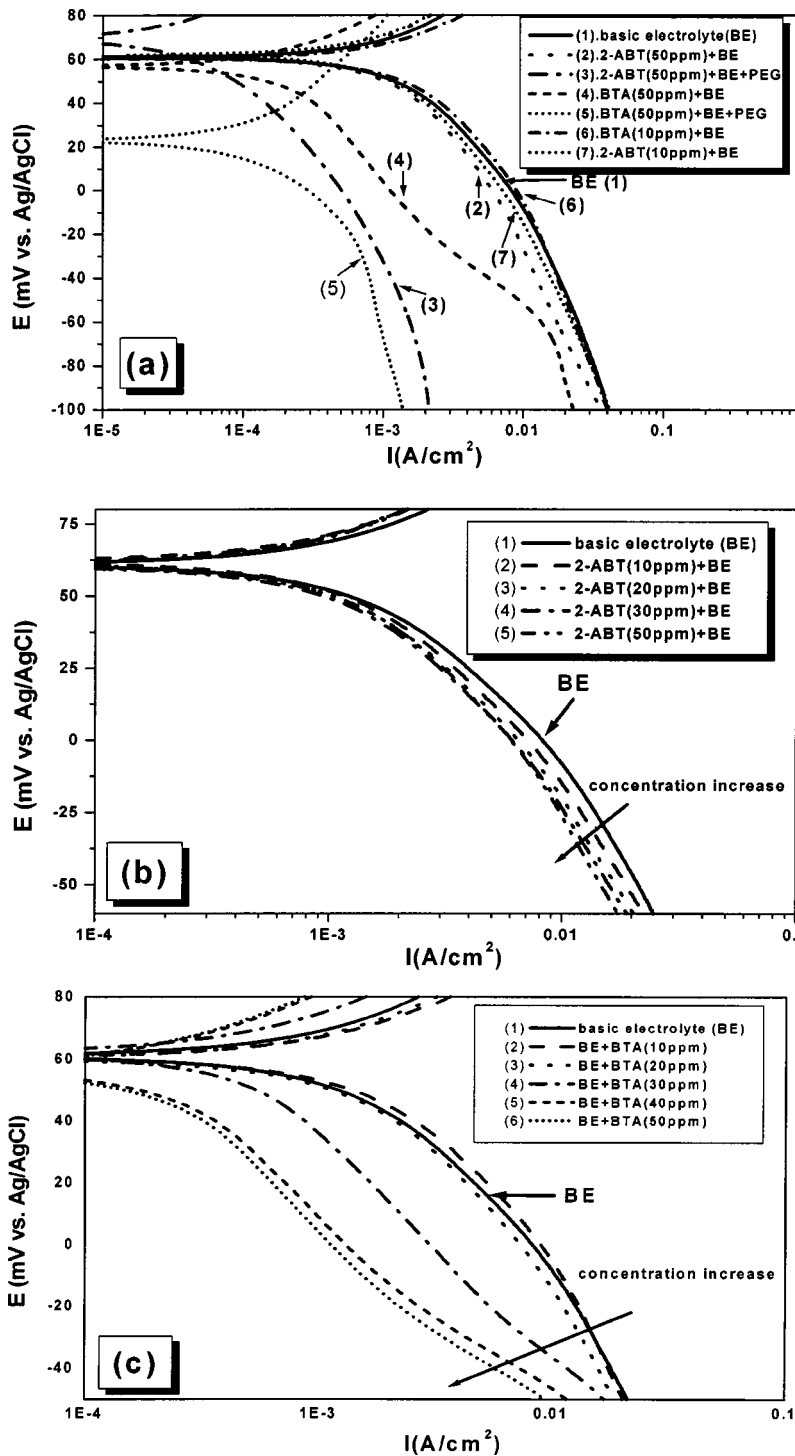 80
60
40
20
0
-20
-40
-60
-80
-100
E (mV vs. Ag/AgCl)
(1).basic electrolyte(BE)
(2).2-ABT(50ppm)+BE
(3).2-ABT(50ppm)+BE+PEG
(4).BTA(50ppm)+BE
(5).BTA(50ppm)+BE+PEG
(6).BTA(10ppm)+BE
(7).2-ABT(10ppm)+BE
(4)
BE (1)
(2)
(6)
(7)
(5)
(3)
(a)
1E-5 1E-4 1E-3 0.01 0.1 1
I(A/cm²)
75
50
25
0
-25
-50
E (mV vs. Ag/AgCl)
(1) basic electrolyte (BE)
(2) 2-ABT(10ppm)+BE
(3) 2-ABT(20ppm)+BE
(4) 2-ABT(30ppm)+BE
(5) 2-ABT(50ppm)+BE
BE
concentration increase
(b)
1E-4 1E-3 0.01 0.1
I(A/cm²)
80
60
40
20
0
-20
-40
E (mV vs. Ag/AgCl)
(1) basic electrolyte (BE)
(2) BE+BTA(10ppm)
(3) BE+BTA(20ppm)
(4) BE+BTA(30ppm)
(5) BE+BTA(40ppm)
(6) BE+BTA(50ppm)
BE
concentration increase
(c)
1E-4 1E-3 0.01 0.1
I(A/cm²)